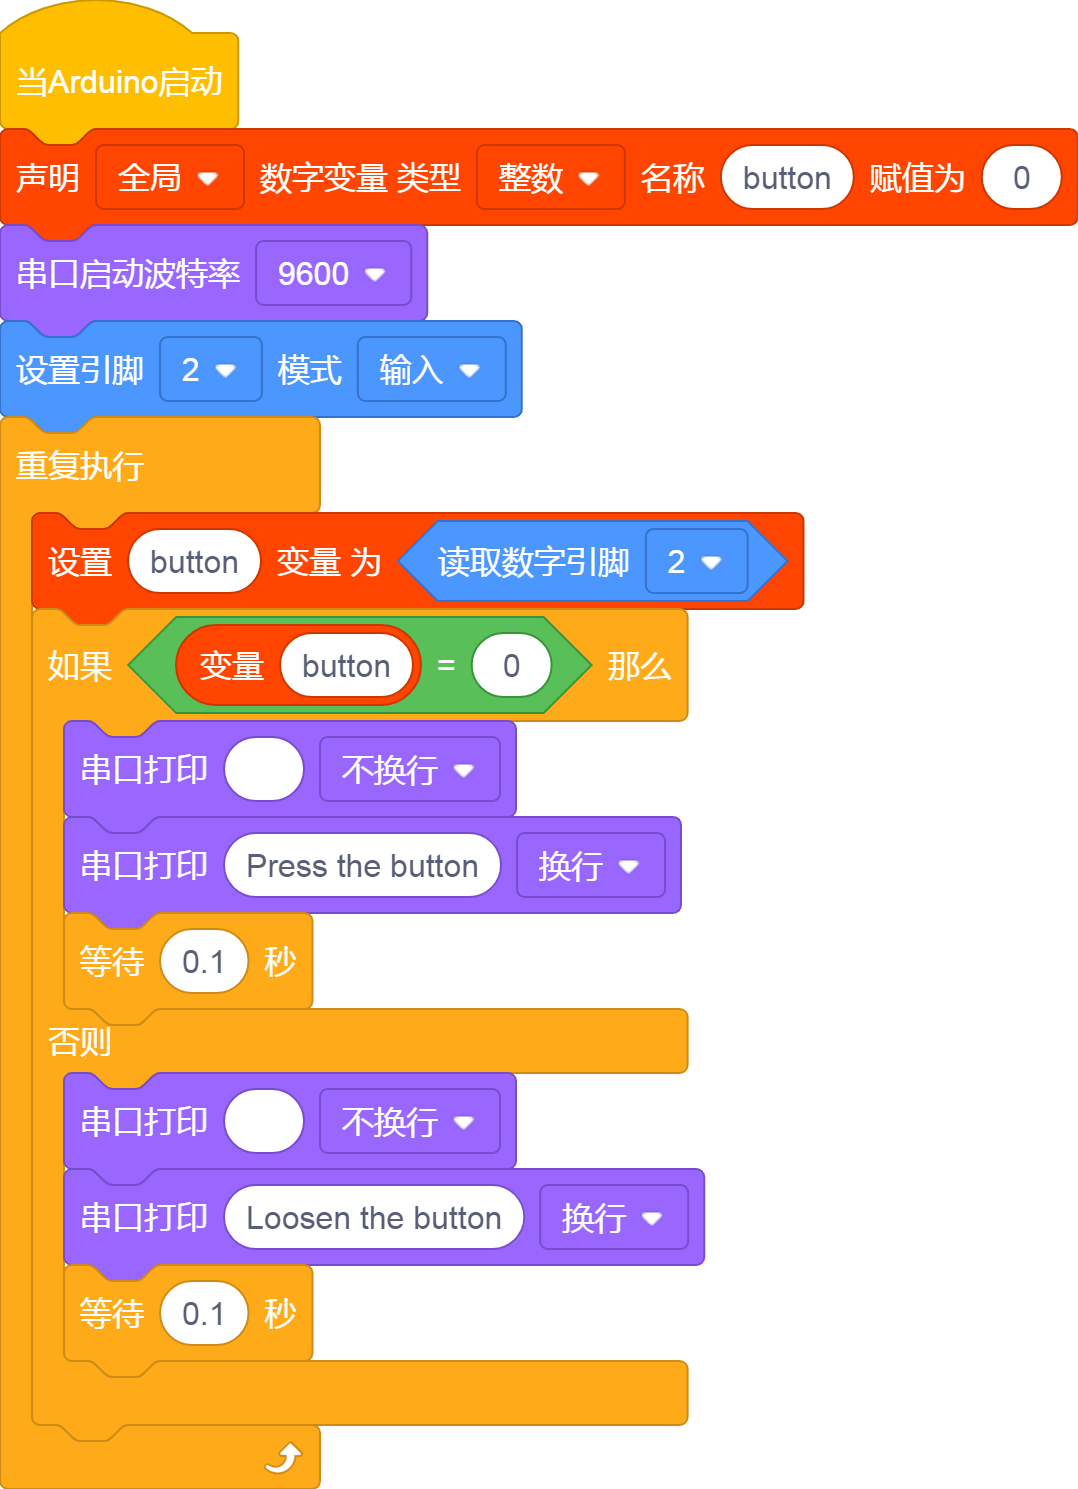 当Arduino启动
声明 全局 数字变量 类型 整数 名称 button 赋值为 0
串口启动波特率 9600
设置引脚 2 模式 输入
重复执行
设置 button 变量 为 读取数字引脚 2
如果 变量 button = 0 那么
串口打印 不换行
串口打印 Press the button 换行
等待 0.1 秒
否则
串口打印 不换行
串口打印 Loosen the button 换行
等待 0.1 秒